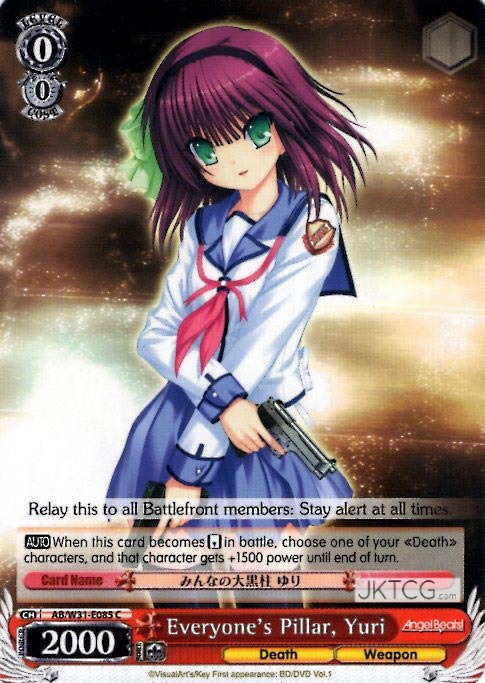 LEVEL
0
0
COST
Relay this to all Battlefront members: Stay alert at all times.
AUTO When this card becomes in battle, choose one of your «Death»
characters, and that character gets +1500 power until end of turn.
Card Name みんなの大黒柱 ゆり
JKTCG.com
CH AB/W31-E085 C
2000
Everyone's Pillar, Yuri
Angel Beats!
Death Weapon
©VisualArt's/Key First appearance: BD/DVD Vol.1